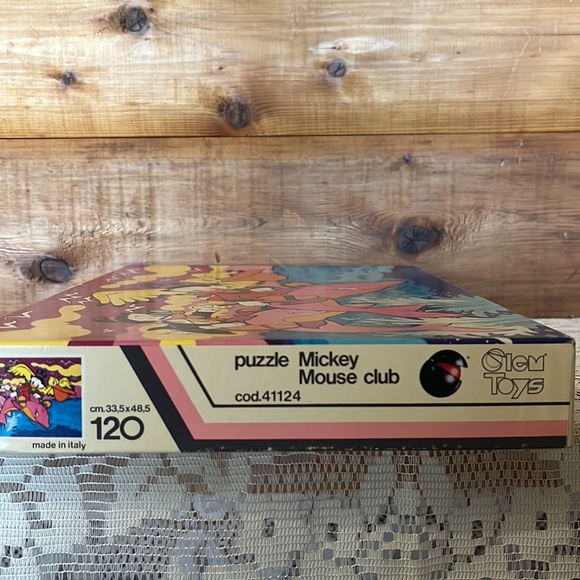 cm. 33,5x48,5
120
made in italy
puzzle Mickey
Mouse club
cod.41124
Clem
Toys